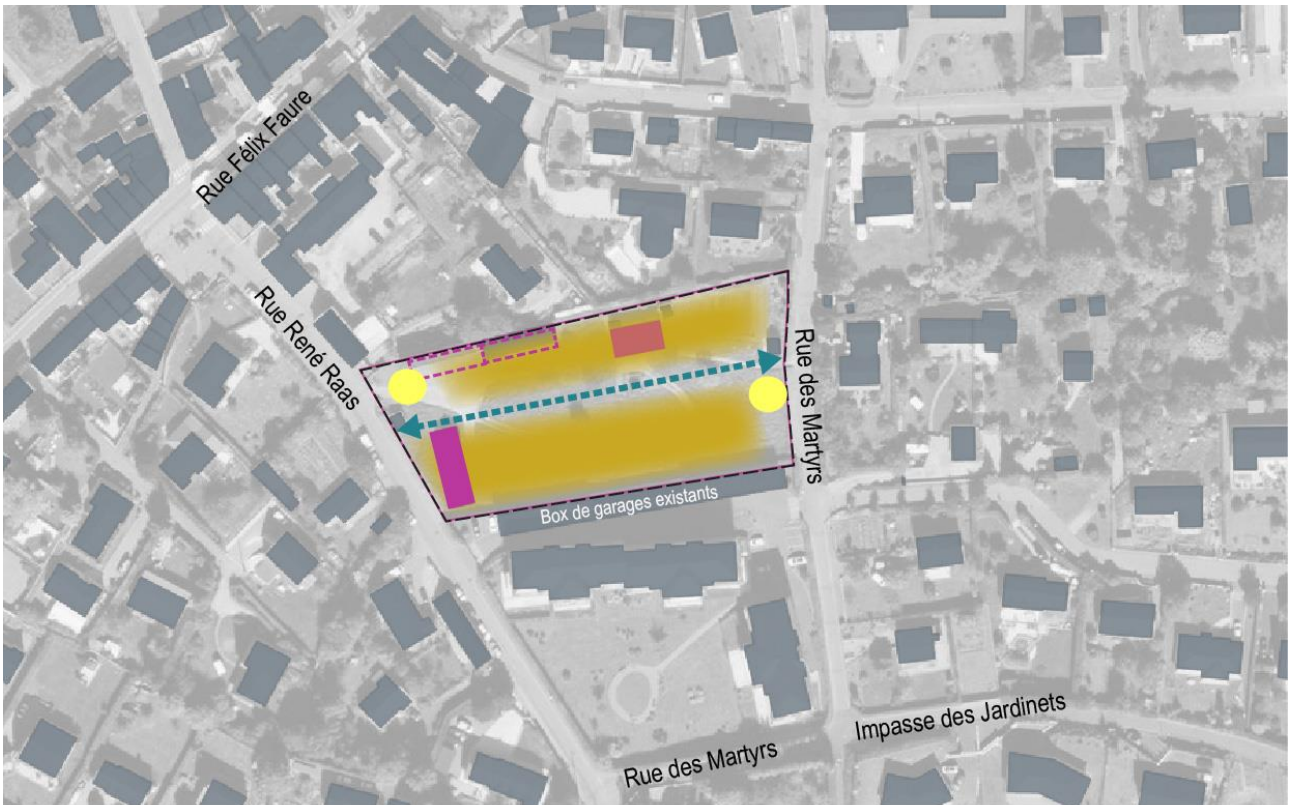 Rue Félix Faure
Rue René Raas
Rue des Martyrs
Box de garages existants
Impasse des Jardinets
Rue des Martyrs